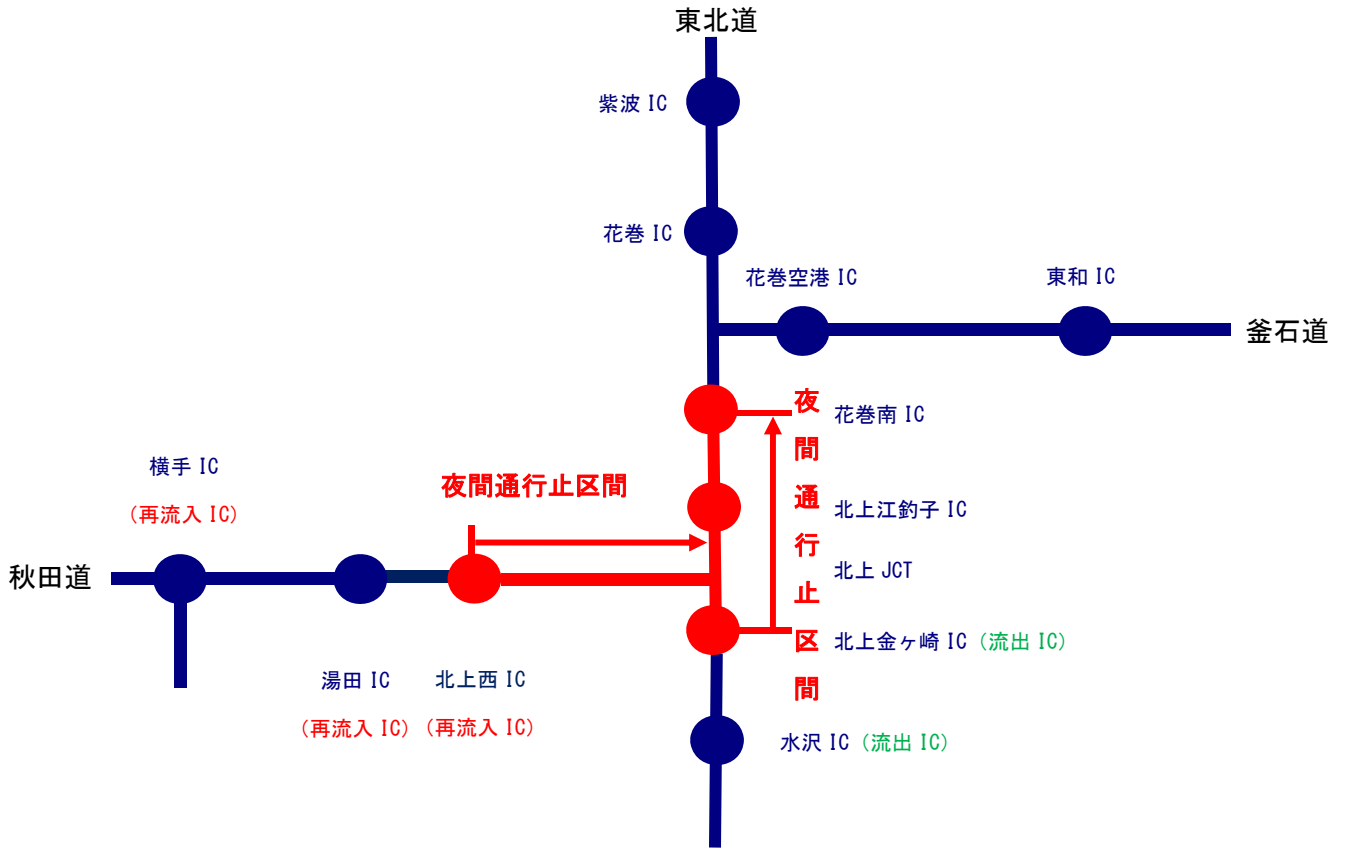 東北道
紫波 IC
花巻 IC
花巻空港 IC
東和 IC
釜石道
夜間通行止区間
花巻南 IC
北上江釣子 IC
北上 JCT
北上金ヶ崎 IC（流出 IC）
水沢 IC（流出 IC）
夜間通行止区間
横手 IC
（再流入 IC）
秋田道
湯田 IC
（再流入 IC）
北上西 IC
（再流入 IC）